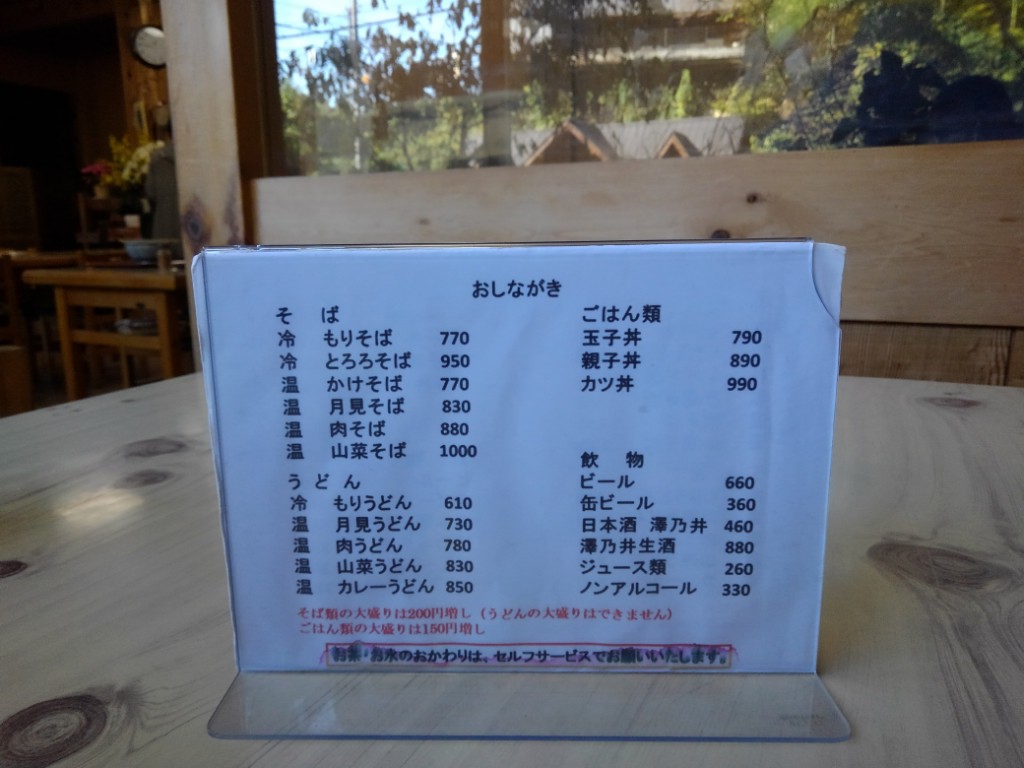 おしながき
そ ば
冷 もりそば 770
冷 とろろそば 950
温 かけそば 770
温 月見そば 830
温 肉そば 880
温 山菜そば 1000
うどん
冷 もりうどん 610
温 月見うどん 730
温 肉うどん 780
温 山菜うどん 830
温 カレーうどん 850
ごはん類
玉子丼 790
親子丼 890
カツ丼 990
飲 物
ビール 660
缶ビール 360
日本酒 澤乃井 460
澤乃井生酒 880
ジュース類 260
ノンアルコール 330
そば類の大盛りは200円増し（うどんの大盛りはできません）
ごはん類の大盛りは150円増し
お茶・お水のおかわりは、セルフサービスでお願いいたします。